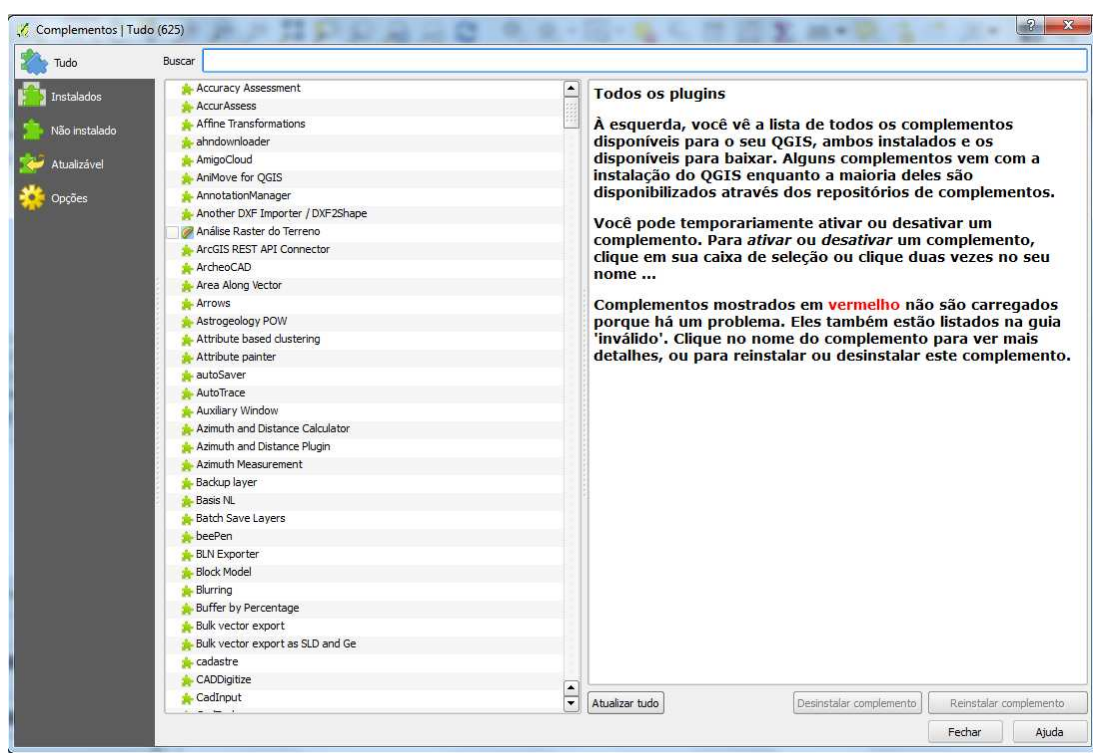 Complementos | Tudo (625)
Tudo
Instalados
Não instalado
Atualizável
Opções
Buscar
Accuracy Assessment
AccurAssess
Affine Transformations
ahndownloader
AmigoCloud
AniMove for QGIS
AnnotationManager
Another DXF Importer / DXF2Shape
Análise Raster do Terreno
ArcGIS REST API Connector
ArcheoCAD
Area Along Vector
Arrows
Astrogeology POW
Attribute based clustering
Attribute painter
autoSaver
AutoTrace
Auxiliary Window
Azimuth and Distance Calculator
Azimuth and Distance Plugin
Azimuth Measurement
Backup layer
Basis NL
Batch Save Layers
beePen
BLN Exporter
Block Model
Blurring
Buffer by Percentage
Bulk vector export
Bulk vector export as SLD and Ge
cadastre
CADDigitize
CadInput
Todos os plugins
À esquerda, você vê a lista de todos os complementos
disponíveis para o seu QGIS, ambos instalados e os
disponíveis para baixar. Alguns complementos vem com a
instalação do QGIS enquanto a maioria deles são
disponibilizados através dos repositórios de complementos.
Você pode temporariamente ativar ou desativar um
complemento. Para ativar ou desativar um complemento,
clique em sua caixa de seleção ou clique duas vezes no seu
nome ...
Complementos mostrados em vermelho não são carregados
porque há um problema. Eles também estão listados na guia
'inválido'. Clique no nome do complemento para ver mais
detalhes, ou para reinstalar ou desinstalar este complemento.
Atualizar tudo
Desinstalar complemento
Reinstalar complemento
Fechar
Ajuda